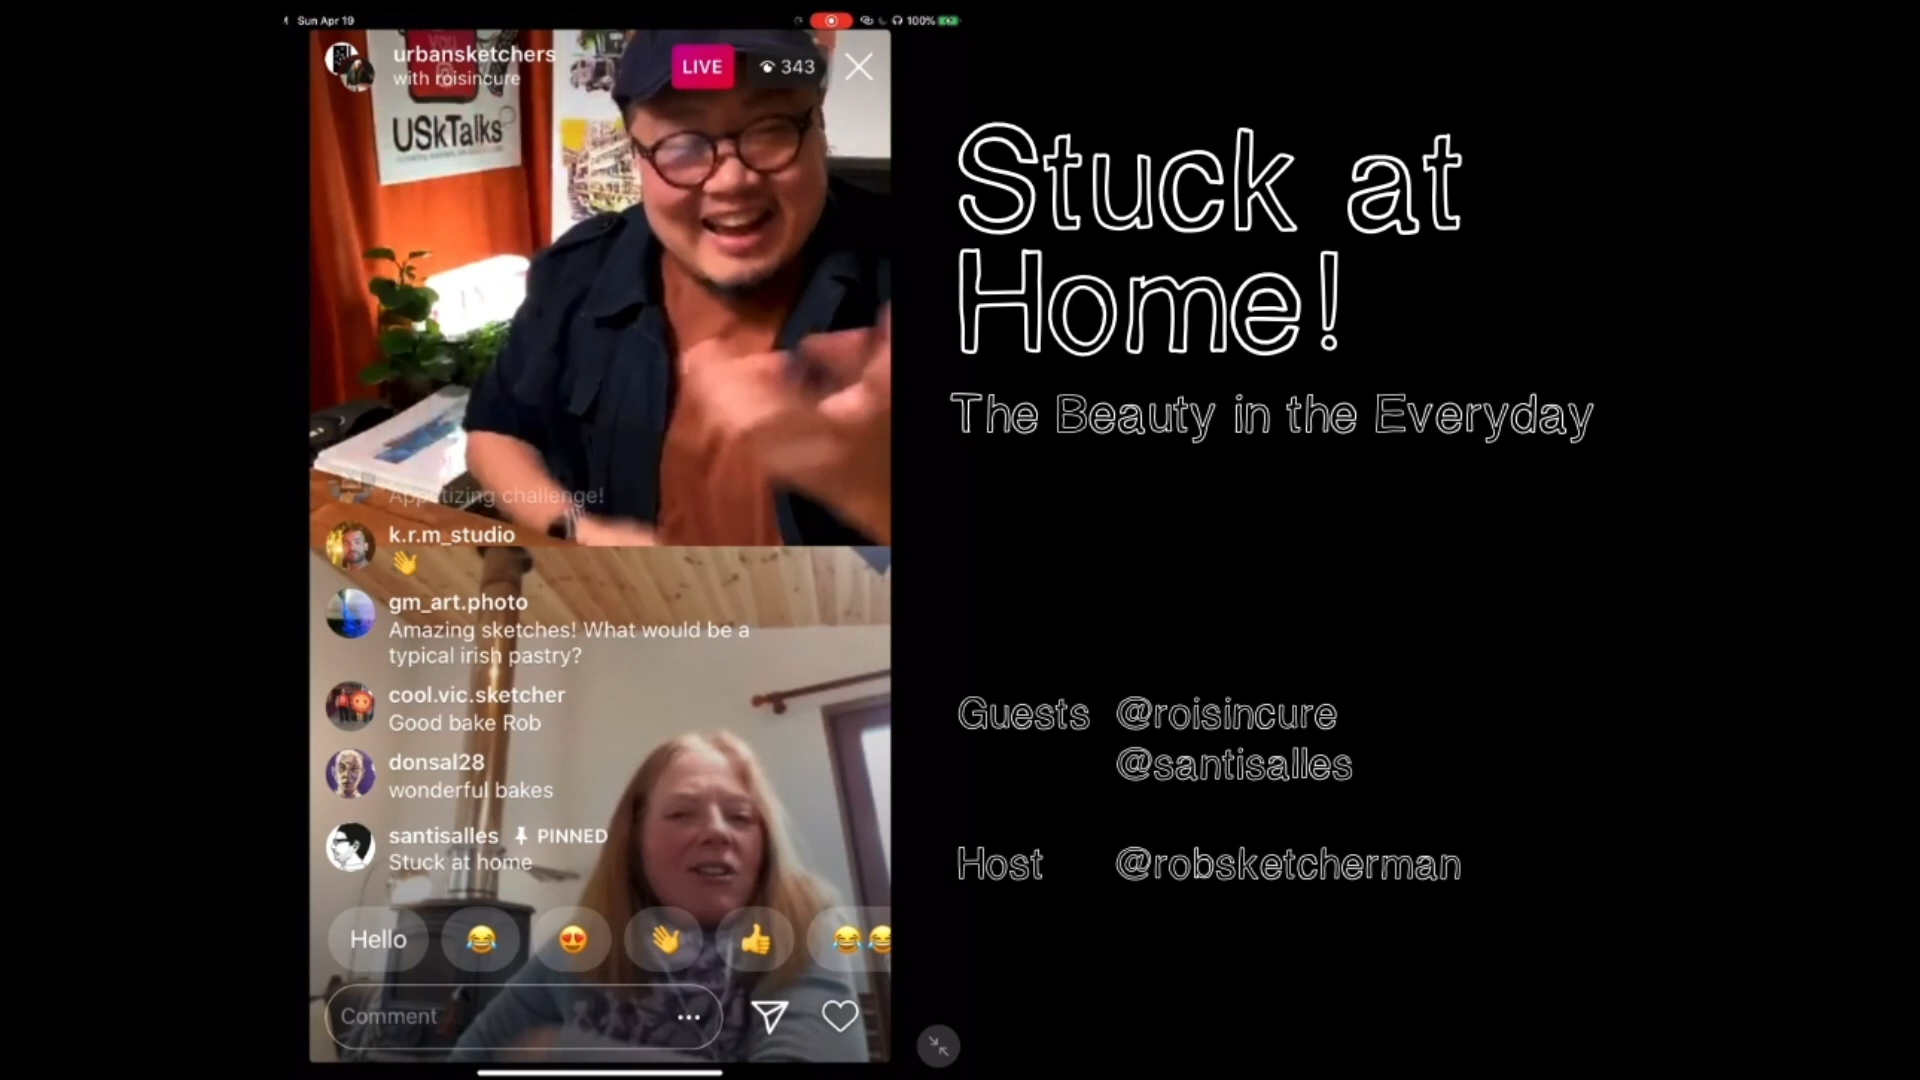 Sun Apr 19
100%
urbansketchers
with roisincure
LIVE
343
USkTalks
Appetizing challenge!
k.r.m_studio
👋
gm_art.photo
Amazing sketches! What would be a
typical irish pastry?
cool.vic.sketcher
Good bake Rob
donsal28
wonderful bakes
santisalles PINNED
Stuck at home
Hello 😂 😍 👋 👍 😂😂
Comment
Stuck at
Home!
The Beauty in the Everyday
Guests @roisincure
@santisalles
Host @robsketcherman